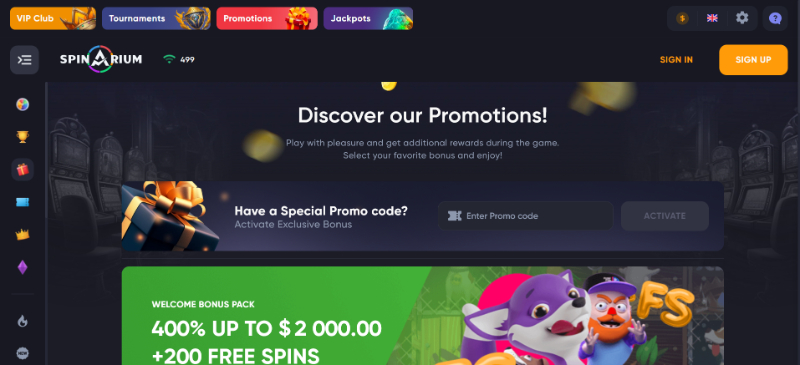 VIP Club
Tournaments
Promotions
Jackpots
SPINARIUM
499
SIGN IN
SIGN UP
Discover our Promotions!
Play with pleasure and get additional rewards during the game.
Select your favorite bonus and enjoy!
Have a Special Promo code?
Activate Exclusive Bonus
Enter Promo code
ACTIVATE
WELCOME BONUS PACK
400% UP TO $ 2 000.00
+200 FREE SPINS
FS
NEW